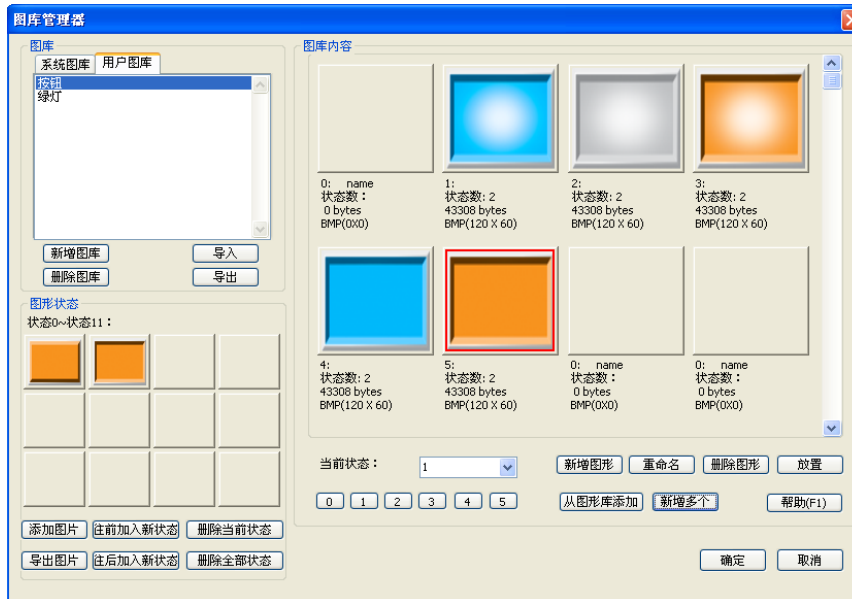 图库管理器
图库
系统图库 用户图库
按钮
绿灯
新增图库 导入
删除图库 导出
图形状态
状态0~状态11：
添加图片 往前加入新状态 删除当前状态
导出图片 往后加入新状态 删除全部状态
图库内容
0: name
状态数：
0 bytes
BMP(0X0)
1:
状态数: 2
43308 bytes
BMP(120 X 60)
2:
状态数: 2
43308 bytes
BMP(120 X 60)
3:
状态数: 2
43308 bytes
BMP(120 X 60)
4:
状态数: 2
43308 bytes
BMP(120 X 60)
5:
状态数: 2
43308 bytes
BMP(120 X 60)
0: name
状态数：
0 bytes
BMP(0X0)
0: name
状态数：
0 bytes
BMP(0X0)
当前状态： 1 新增图形 重命名 删除图形 放置
0 1 2 3 4 5 从图形库添加 新增多个 帮助(F1)
确定 取消